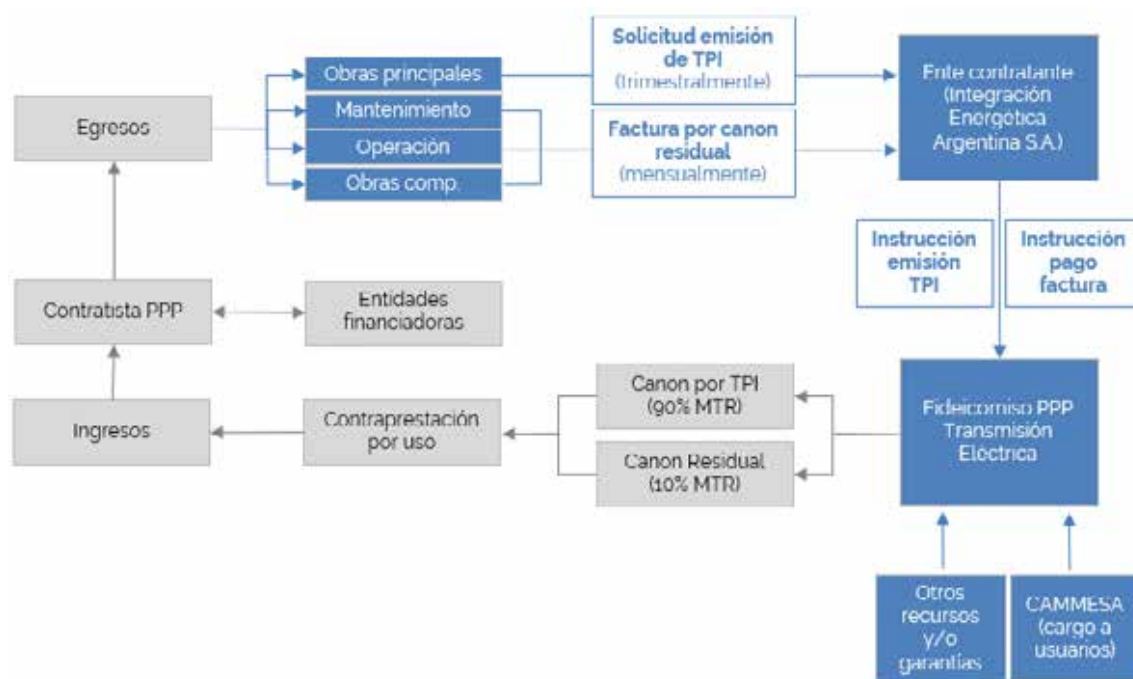 Solicitud emisión
de TPI
(trimestralmente)
Obras principales
Mantenimiento
Operación
Obras comp.
Egresos
Factura por canon
residual
(mensualmente)
Ente contratante
(Integración
Energética
Argentina S.A.)
Instrucción
emisión
TPI
Instrucción
pago
factura
Contratista PPP
Entidades
financiadoras
Canon por TPI
(90% MTR)
Ingresos
Contraprestación
por uso
Canon Residual
(10% MTR)
Fideicomiso PPP
Transmisión
Eléctrica
Otros
recursos
y/o
garantías
CAMMESA
(cargo a
usuarios)